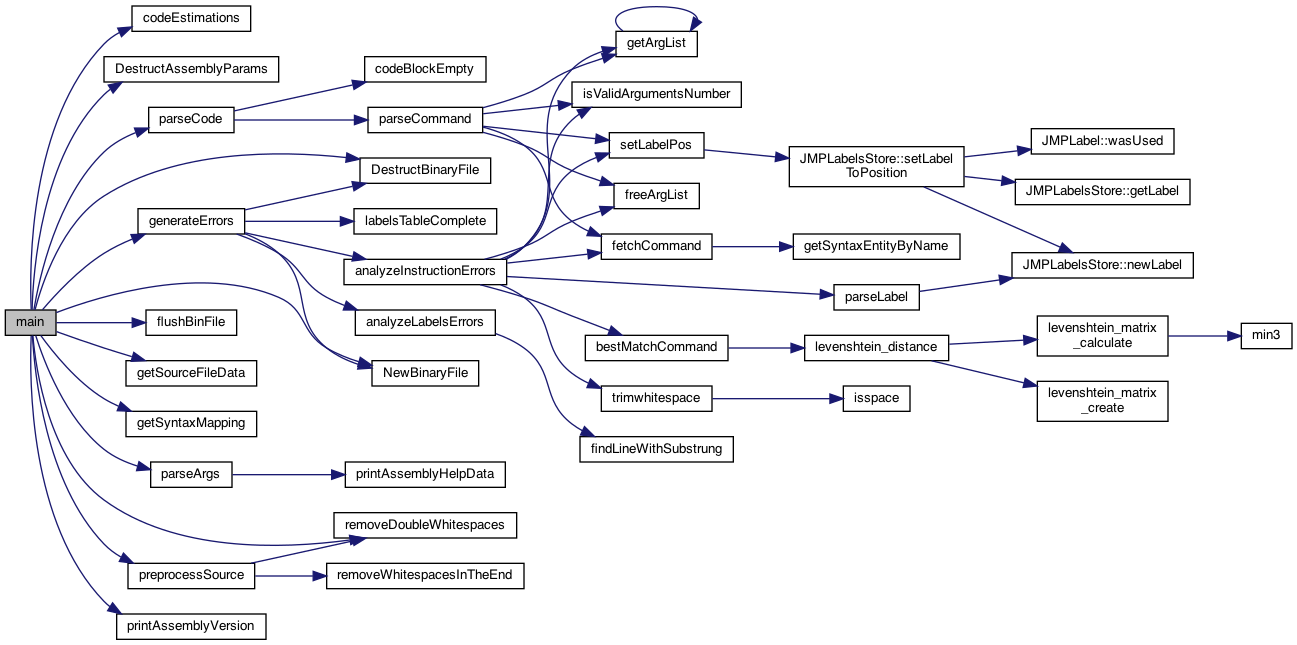 main
codeEstimations
DestructAssemblyParams
parseCode
generateErrors
flushBinFile
getSourceFileData
getSyntaxMapping
parseArgs
preprocessSource
printAssemblyVersion
codeBlockEmpty
parseCommand
DestructBinaryFile
labelsTableComplete
analyzeInstructionErrors
analyzeLabelsErrors
NewBinaryFile
printAssemblyHelpData
removeDoubleWhitespaces
removeWhitespacesInTheEnd
getArgList
isValidArgumentsNumber
setLabelPos
freeArgList
fetchCommand
bestMatchCommand
trimwhitespace
findLineWithSubstrung
JMPLabelsStore::setLabel
ToPosition
getSyntaxEntityByName
parseLabel
levenshtein_distance
isspace
JMPLabel::wasUsed
JMPLabelsStore::getLabel
JMPLabelsStore::newLabel
levenshtein_matrix
_calculate
levenshtein_matrix
_create
min3